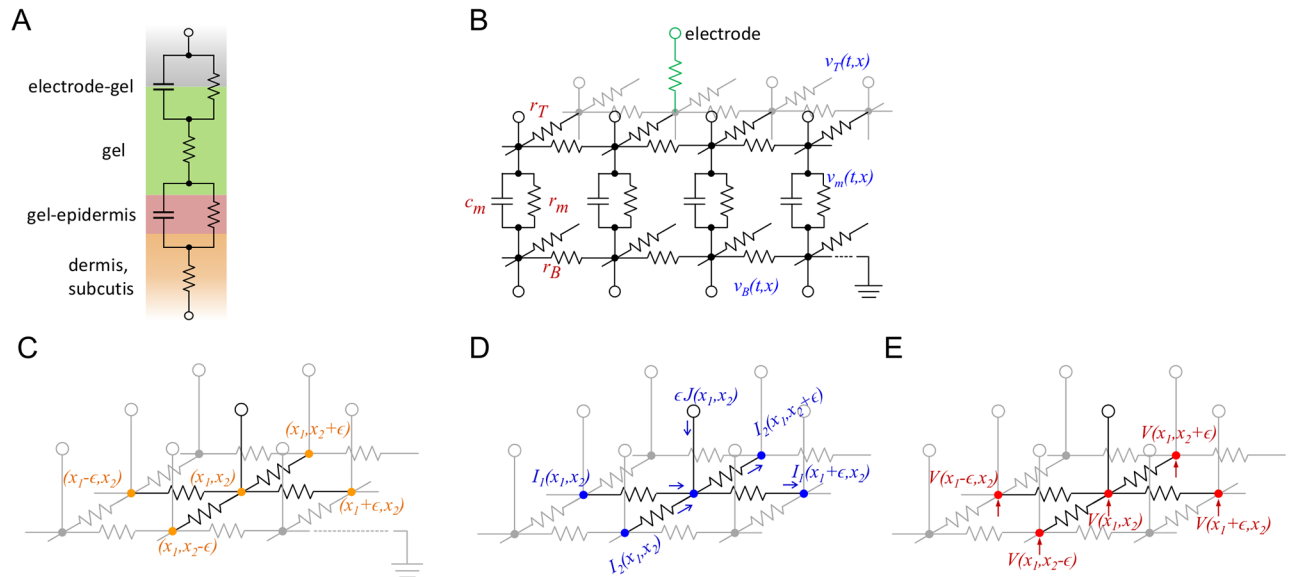 A
electrode-gel
gel
gel-epidermis
dermis,
subcutis
B
electrode
v_T(t,x)
r_T
c_m
r_m
v_m(t,x)
r_B
v_B(t,x)
C
(x_1,x_2+ϵ)
(x_1-ϵ,x_2)
(x_1,x_2)
(x_1+ϵ,x_2)
(x_1,x_2-ϵ)
D
ϵJ(x_1,x_2)
I_2(x_1,x_2+ϵ)
I_1(x_1,x_2)
I_1(x_1+ϵ,x_2)
I_2(x_1,x_2)
E
V(x_1,x_2+ϵ)
V(x_1-ϵ,x_2)
V(x_1,x_2)
V(x_1+ϵ,x_2)
V(x_1,x_2-ϵ)